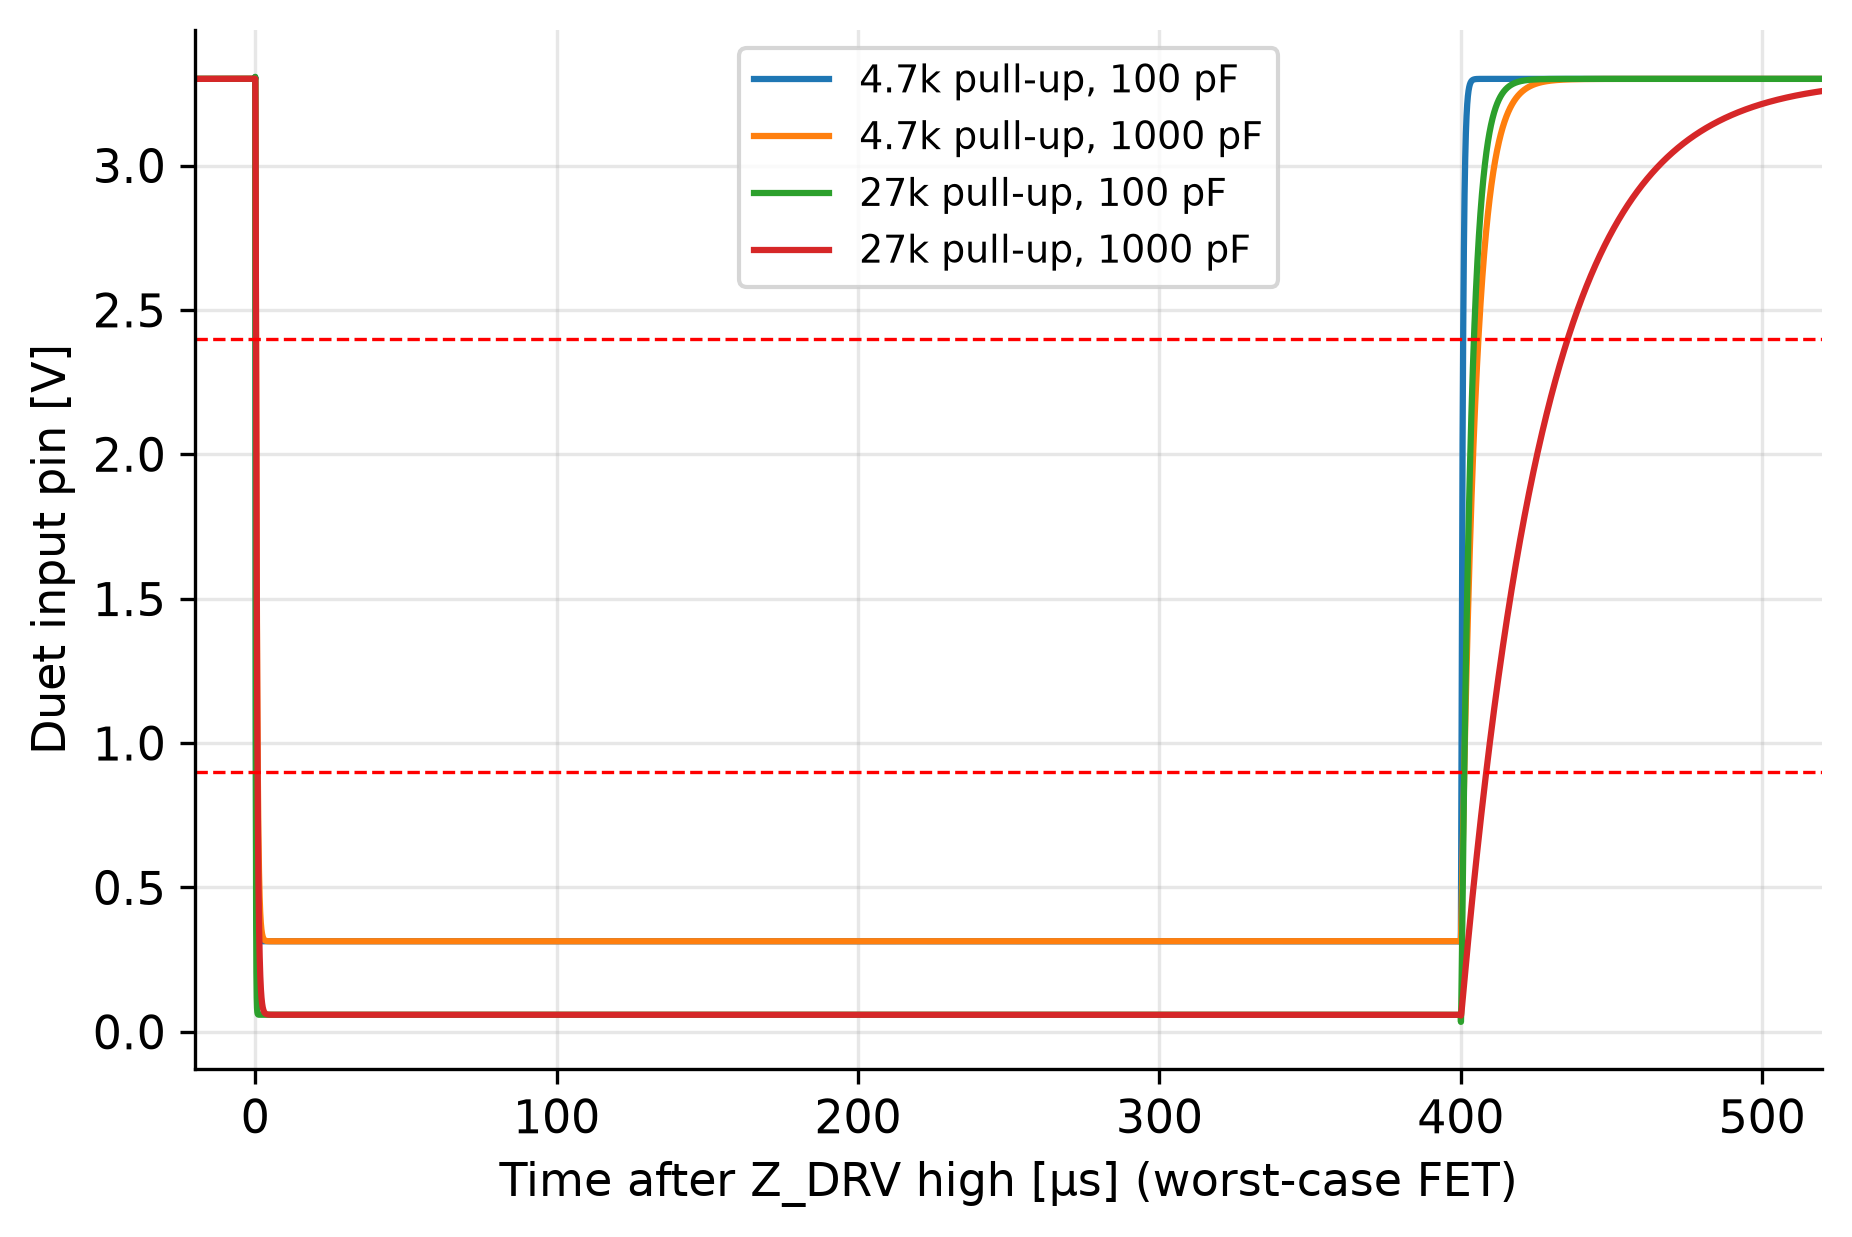 4.7k pull-up, 100 pF
4.7k pull-up, 1000 pF
27k pull-up, 100 pF
27k pull-up, 1000 pF
Duet input pin [V]
3.0
2.5
2.0
1.5
1.0
0.5
0.0
0 100 200 300 400 500
Time after Z_DRV high [µs] (worst-case FET)